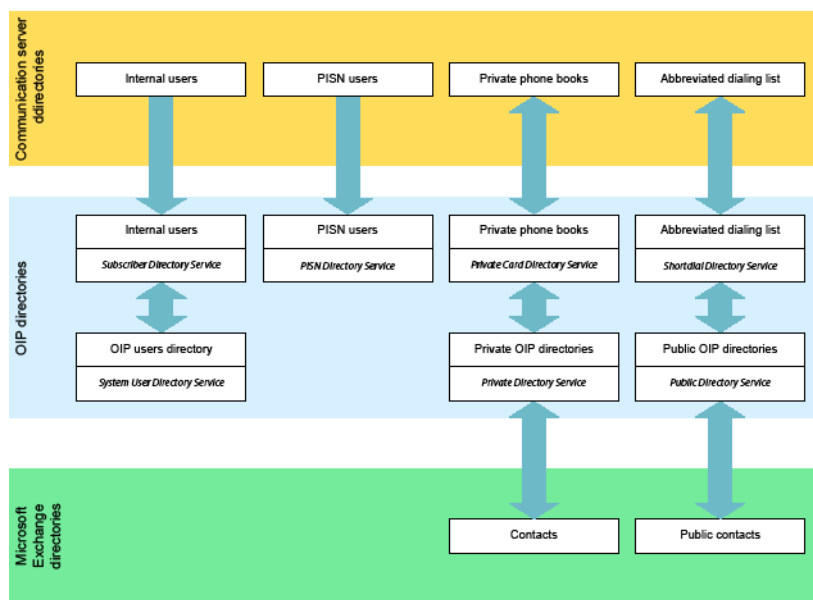 Communication server
ddirectories
Internal users
PISN users
Private phone books
Abbreviated dialing list
OIP directories
Internal users
PISN users
Private phone books
Abbreviated dialing list
Subscriber Directory Service
PISN Directory Service
Private Card Directory Service
Shortdial Directory Service
OIP users directory
Private OIP directories
Public OIP directories
System User Directory Service
Private Directory Service
Public Directory Service
Microsoft
Exchange
directories
Contacts
Public contacts